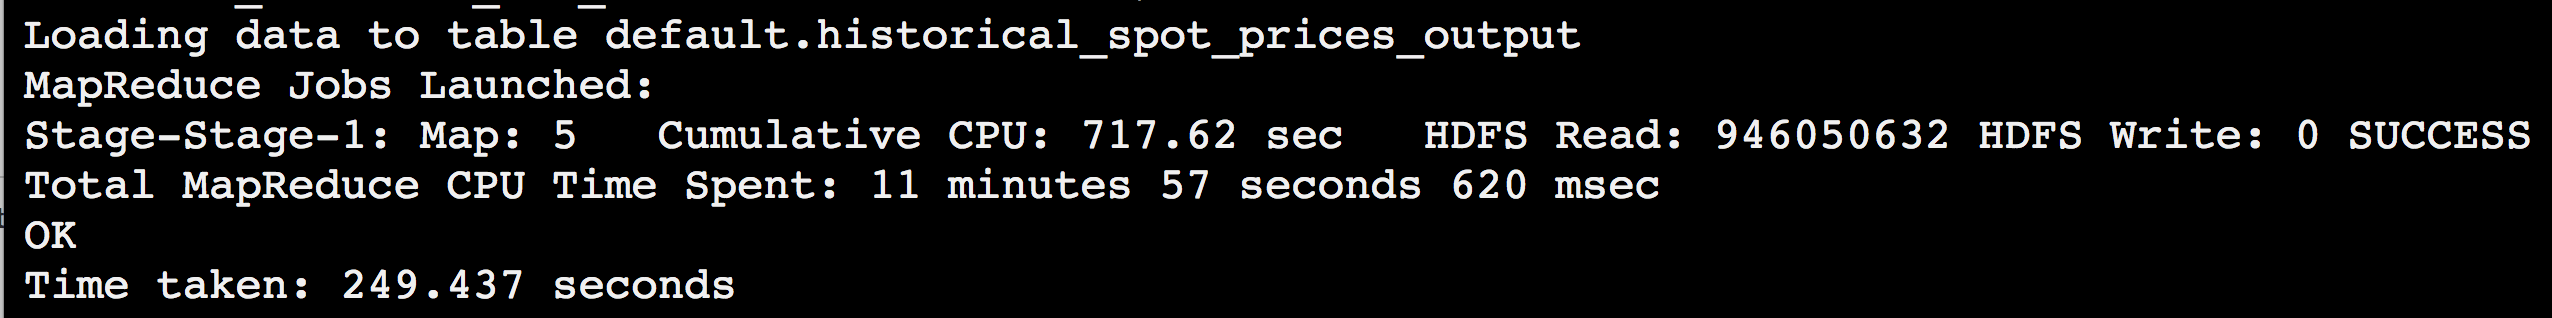 Loading data to table default.historical_spot_prices_output
MapReduce Jobs Launched:
Stage-Stage-1: Map: 5   Cumulative CPU: 717.62 sec   HDFS Read: 946050632 HDFS Write: 0 SUCCESS
Total MapReduce CPU Time Spent: 11 minutes 57 seconds 620 msec
OK
Time taken: 249.437 seconds